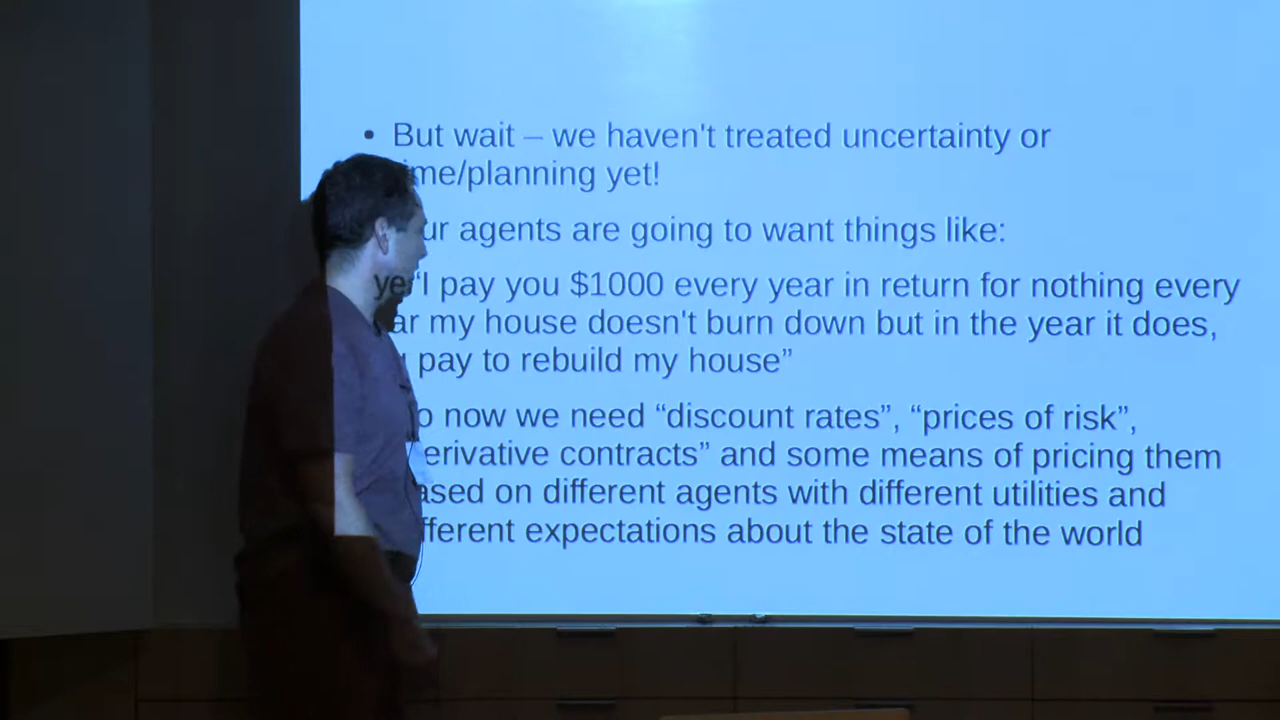 • But wait – we haven't treated uncertainty or
me/planning yet!
ur agents are going to want things like:
“I pay you $1000 every year in return for nothing every
ar my house doesn't burn down but in the year it does,
pay to rebuild my house”
o now we need “discount rates”, “prices of risk”,
erivative contracts” and some means of pricing them
ased on different agents with different utilities and
fferent expectations about the state of the world